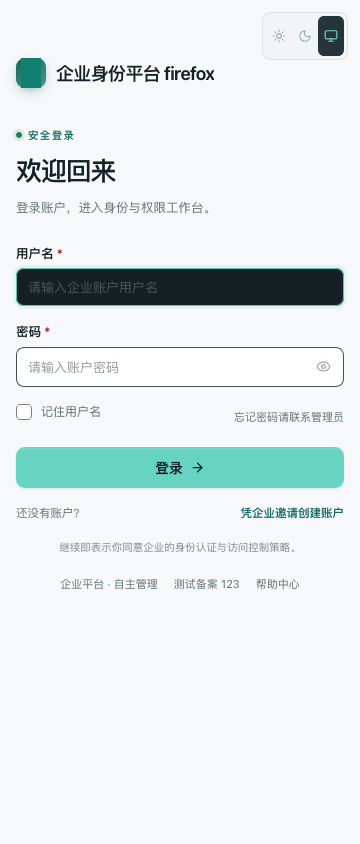 企业身份平台 firefox
安全登录
欢迎回来
登录账户，进入身份与权限工作台。
用户名 *
请输入企业账户用户名
密码 *
请输入账户密码
记住用户名
忘记密码请联系管理员
登录 →
还没有账户?
凭企业邀请创建账户
继续即表示你同意企业的身份认证与访问控制策略。
企业平台 · 自主管理 测试备案 123 帮助中心